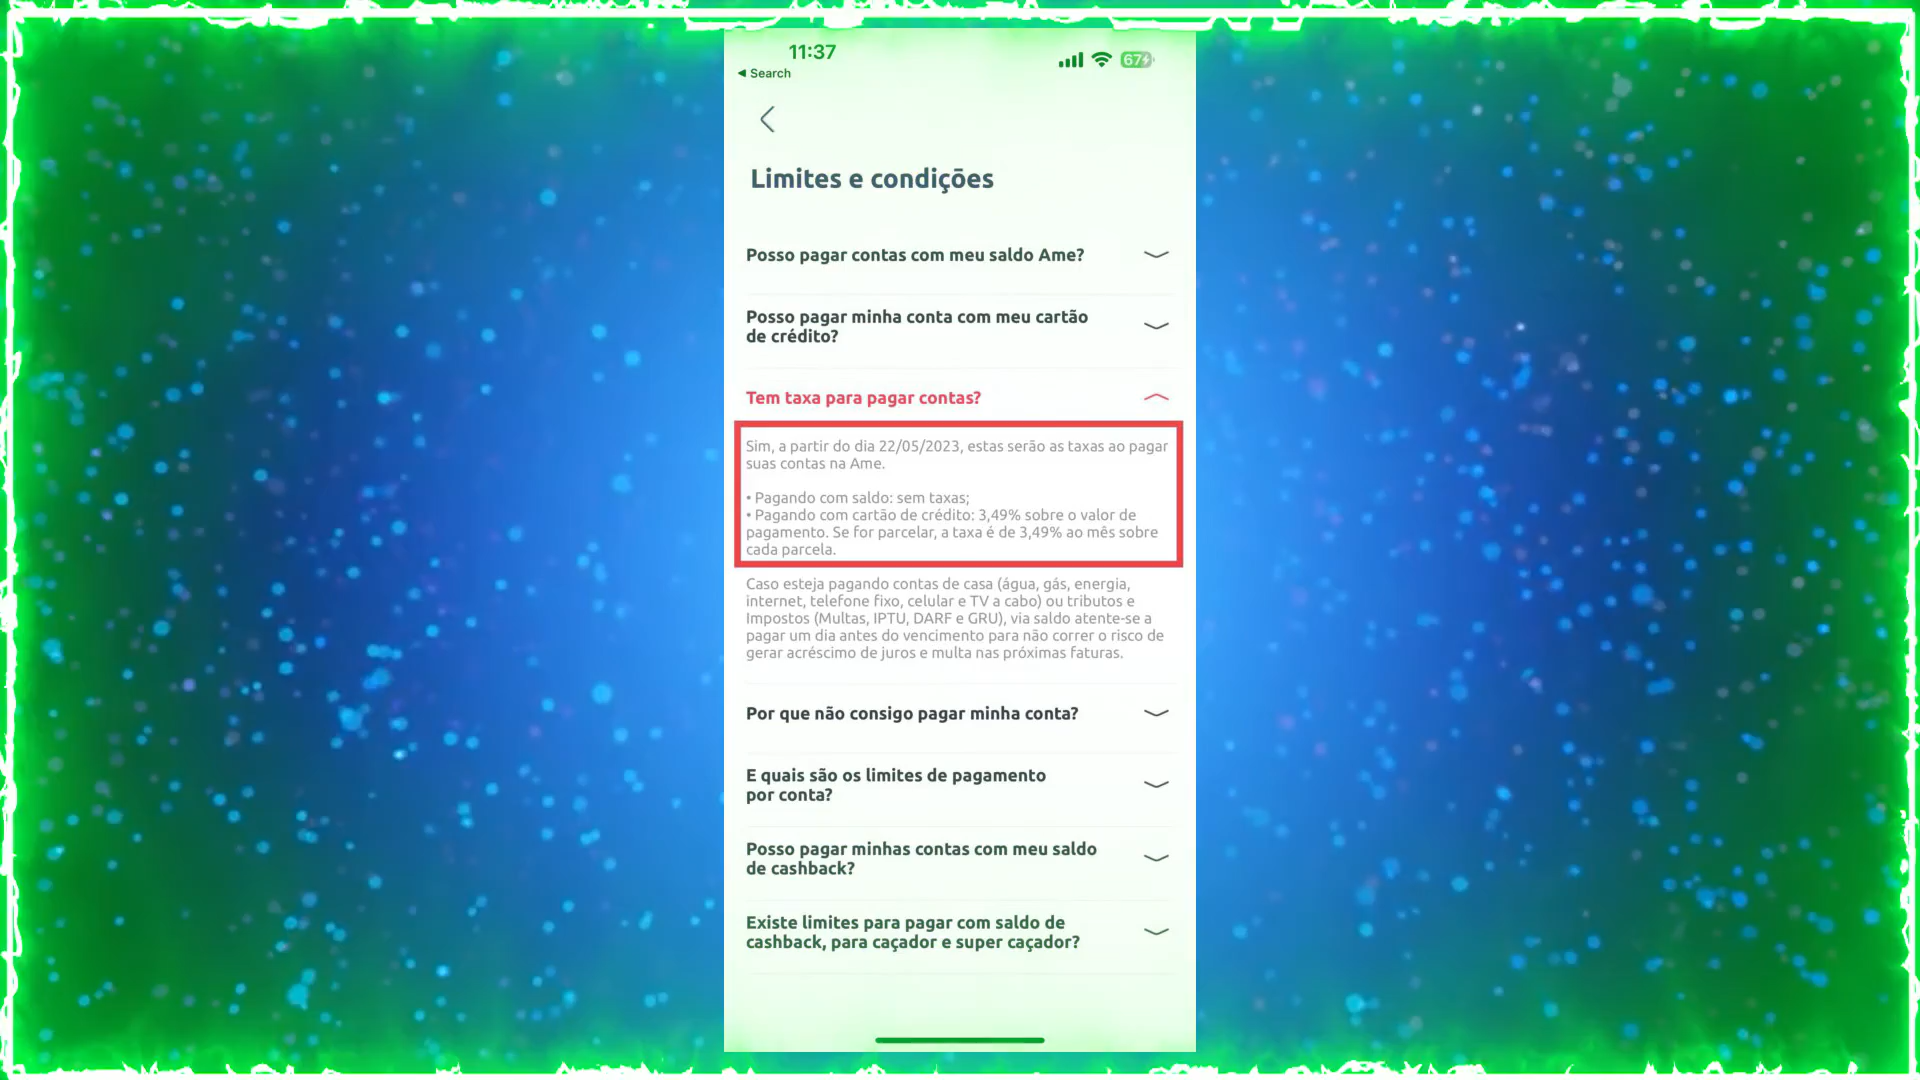 11:37
67
Search
Limites e condições
Posso pagar contas com meu saldo Ame?
Posso pagar minha conta com meu cartão
de crédito?
Tem taxa para pagar contas?
Sim, a partir do dia 22/05/2023, estas serão as taxas ao pagar
suas contas na Ame.
• Pagando com saldo: sem taxas;
• Pagando com cartão de crédito: 3,49% sobre o valor de
pagamento. Se for parcelar, a taxa é de 3,49% ao mês sobre
cada parcela.
Caso esteja pagando contas de casa (água, gás, energia,
internet, telefone fixo, celular e TV a cabo) ou tributos e
Impostos (Multas, IPTU, DARF e GRU), via saldo atente-se a
pagar um dia antes do vencimento para não correr o risco de
gerar acréscimo de juros e multa nas próximas faturas.
Por que não consigo pagar minha conta?
E quais são os limites de pagamento
por conta?
Posso pagar minhas contas com meu saldo
de cashback?
Existe limites para pagar com saldo de
cashback, para caçador e super caçador?